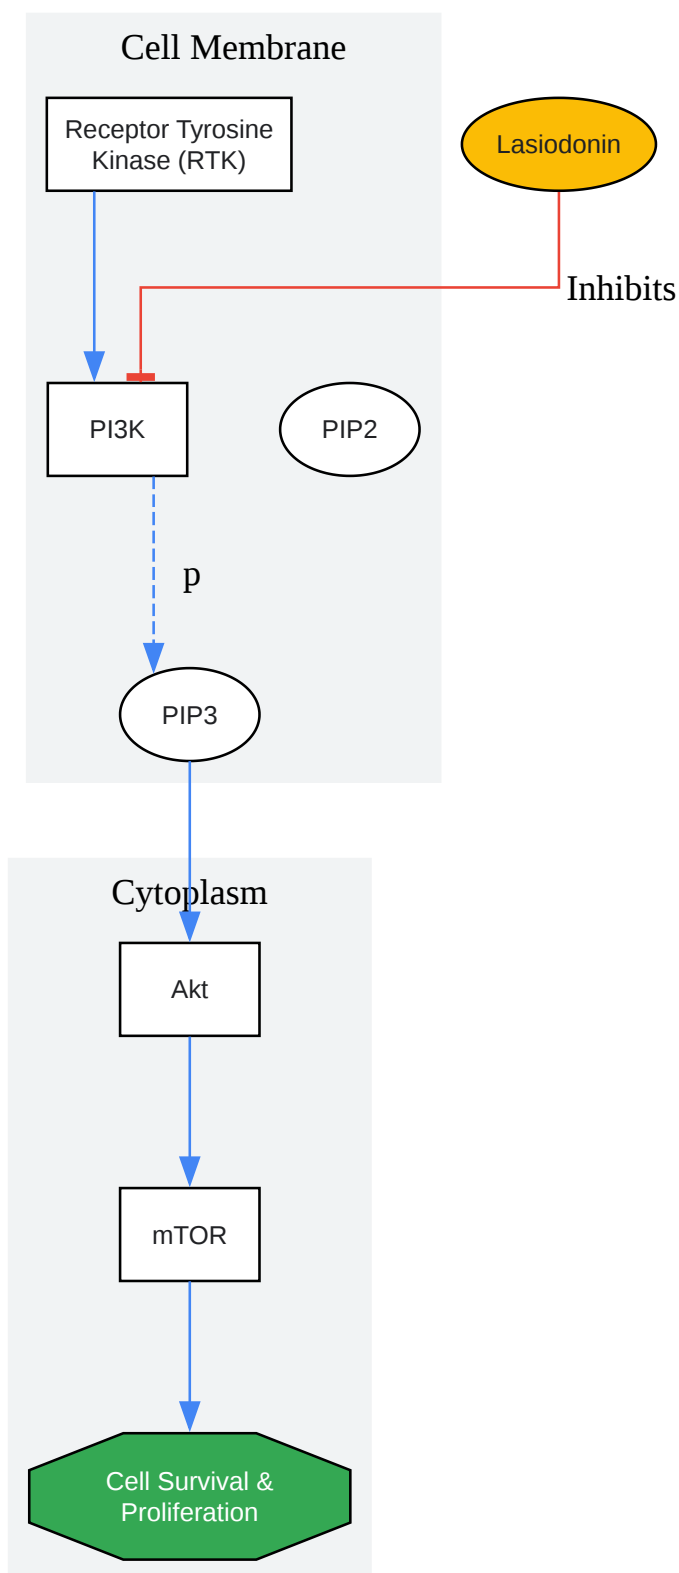 Cell Membrane
Receptor Tyrosine
Kinase (RTK)
Lasiodonin
Inhibits
PI3K
PIP2
p
PIP3
Cytoplasm
Akt
mTOR
Cell Survival &
Proliferation